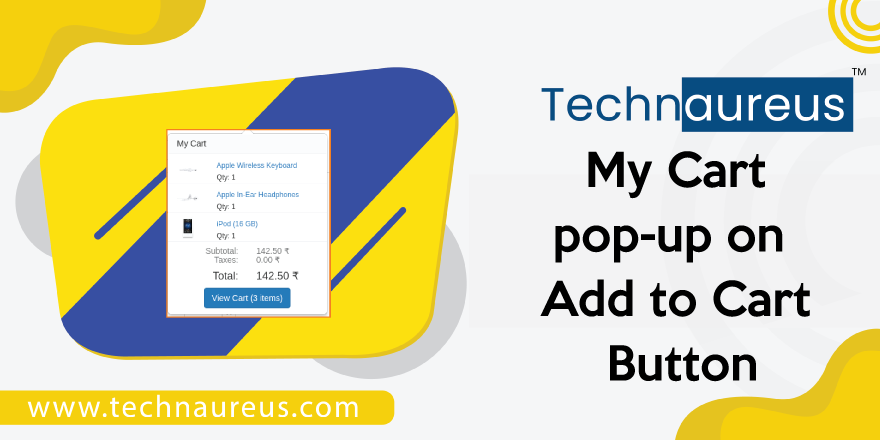 My Cart
Apple Wireless Keyboard
Qty: 1
Apple In-Ear Headphones
Qty: 1
iPod (16 GB)
Qty: 1
Subtotal: 142.50 ₹
Taxes: 0.00 ₹
Total: 142.50 ₹
View Cart (3 items)
www.technaureus.com
Technaureus TM
My Cart
pop-up on
Add to Cart
Button